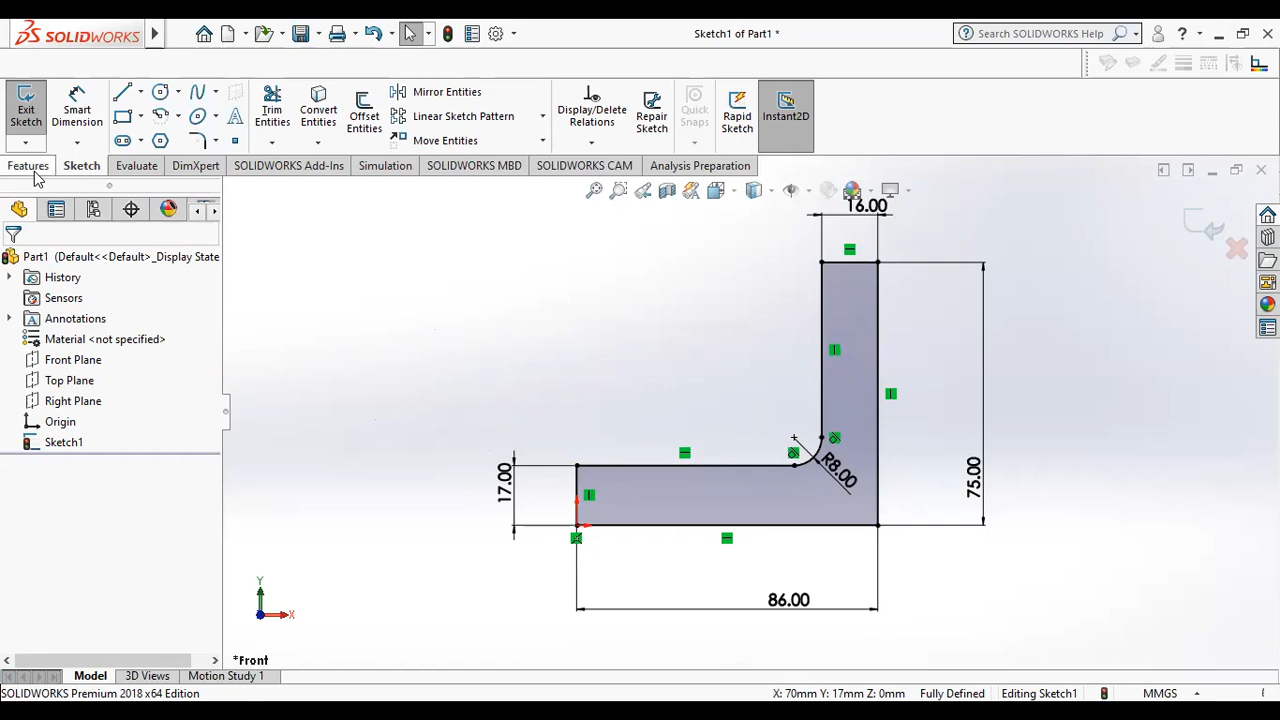 SOLIDWORKS
Sketch1 of Part1 *
Search SOLIDWORKS Help
?
Exit Sketch
Smart Dimension
Trim Entities
Convert Entities
Offset Entities
Mirror Entities
Linear Sketch Pattern
Move Entities
Display/Delete Relations
Repair Sketch
Quick Snaps
Rapid Sketch
Instant2D
Features
Sketch
Evaluate
DimXpert
SOLIDWORKS Add-Ins
Simulation
SOLIDWORKS MBD
SOLIDWORKS CAM
Analysis Preparation
Part1 (Default<<Default>_Display State
History
Sensors
Annotations
Material <not specified>
Front Plane
Top Plane
Right Plane
Origin
Sketch1
16.00
17.00
R8.00
75.00
86.00
Y
X
*Front
Model
3D Views
Motion Study 1
SOLIDWORKS Premium 2018 x64 Edition
X: 70mm Y: 17mm Z: 0mm
Fully Defined
Editing Sketch1
MMGS